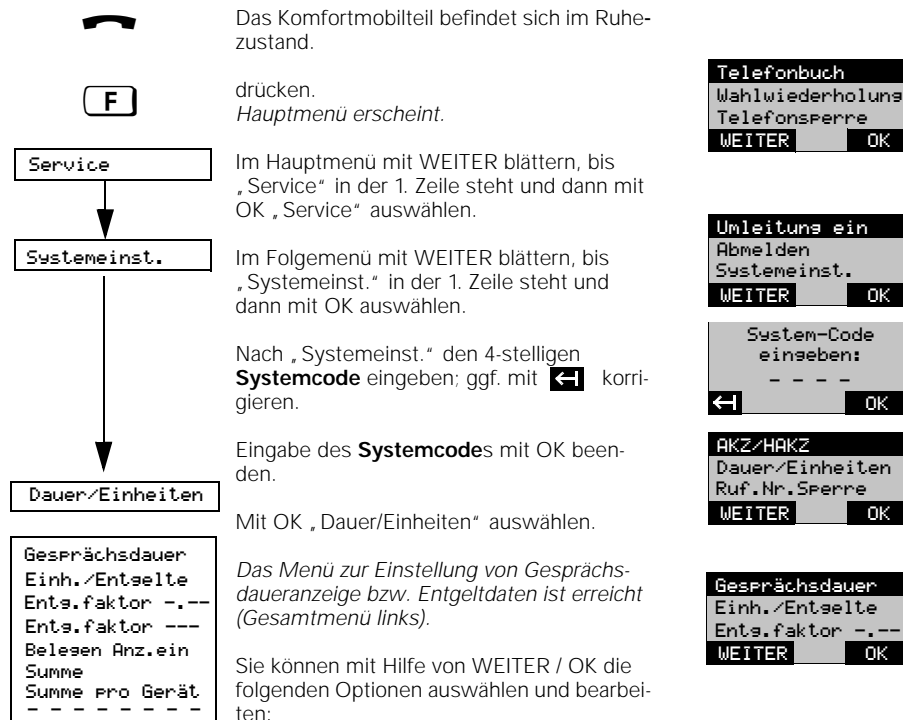 Das Komfortmobilteil befindet sich im Ruhe-
zustand.
F
drücken.
Hauptmenü erscheint.
Telefonbuch
Wahlwiederholung
Telefonsperre
WEITER OK
Service
Im Hauptmenü mit WEITER blättern, bis
„Service“ in der 1. Zeile steht und dann mit
OK „Service“ auswählen.
Systemeinst.
Im Folgemenü mit WEITER blättern, bis
„Systemeinst.“ in der 1. Zeile steht und
dann mit OK auswählen.
Umleitung ein
Abmelden
Systemeinst.
WEITER OK
Nach „Systemeinst.“ den 4-stelligen
Systemcode eingeben; ggf. mit korri-
gieren.
System-Code
eingeben:
- - - -
OK
Eingabe des Systemcodes mit OK been-
den.
AKZ/HAKZ
Dauer/Einheiten
Ruf.Nr.Sperre
WEITER OK
Dauer/Einheiten
Mit OK „Dauer/Einheiten“ auswählen.
Gesprächsdauer
Einh./Entgelte
Entg.faktor -.--
Entg.faktor ---
Belegen Anz.ein
Summe
Summe pro Gerät
- - - - - - - -
Das Menü zur Einstellung von Gesprächs-
daueranzeige bzw. Entgeltdaten ist erreicht
(Gesamtmenü links).
Gesprächsdauer
Einh./Entgelte
Entg.faktor -.--
WEITER OK
Sie können mit Hilfe von WEITER / OK die
folgenden Optionen auswählen und bearbei-
ten: